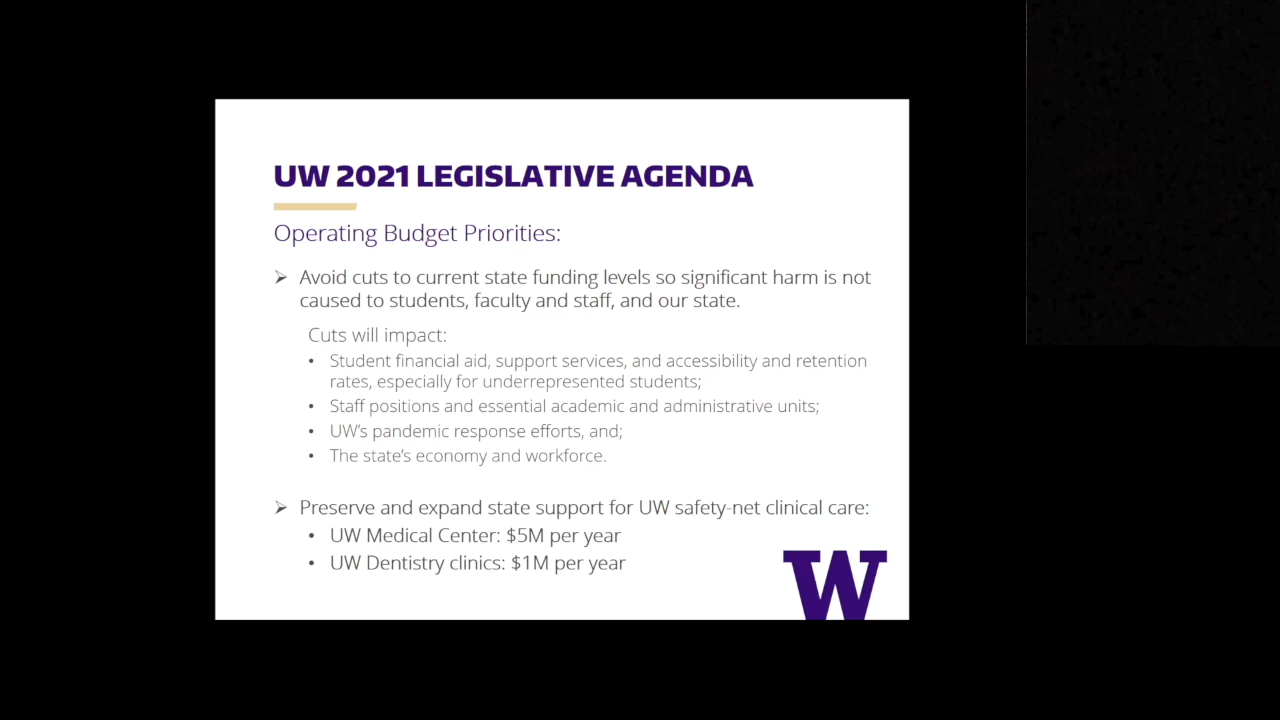 UW 2021 LEGISLATIVE AGENDA
Operating Budget Priorities:
➢ Avoid cuts to current state funding levels so significant harm is not
caused to students, faculty and staff, and our state.
Cuts will impact:
• Student financial aid, support services, and accessibility and retention
rates, especially for underrepresented students;
• Staff positions and essential academic and administrative units;
• UW’s pandemic response efforts, and;
• The state’s economy and workforce.
➢ Preserve and expand state support for UW safety-net clinical care:
• UW Medical Center: $5M per year
• UW Dentistry clinics: $1M per year
W